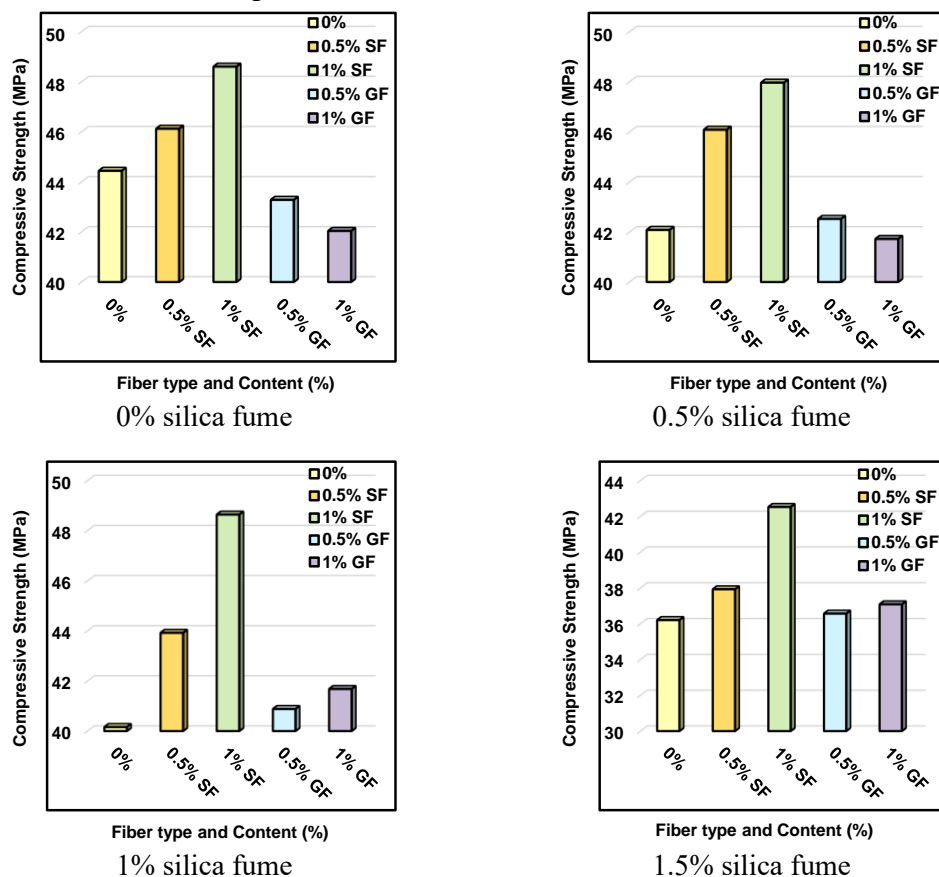 50
48
46
44
42
40
Compressive Strength (MPa)
0%
0.5% SF
1% SF
0.5% GF
1% GF
0%
0.5% SF
1% SF
0.5% GF
1% GF
Fiber type and Content (%)
0% silica fume
50
48
46
44
42
40
Compressive Strength (MPa)
0%
0.5% SF
1% SF
0.5% GF
1% GF
0%
0.5% SF
1% SF
0.5% GF
1% GF
Fiber type and Content (%)
0.5% silica fume
50
48
46
44
42
40
Compressive Strength (MPa)
0%
0.5% SF
1% SF
0.5% GF
1% GF
0%
0.5% SF
1% SF
0.5% GF
1% GF
Fiber type and Content (%)
1% silica fume
44
42
40
38
36
34
32
30
Compressive Strength (MPa)
0%
0.5% SF
1% SF
0.5% GF
1% GF
0%
0.5% SF
1% SF
0.5% GF
1% GF
Fiber type and Content (%)
1.5% silica fume